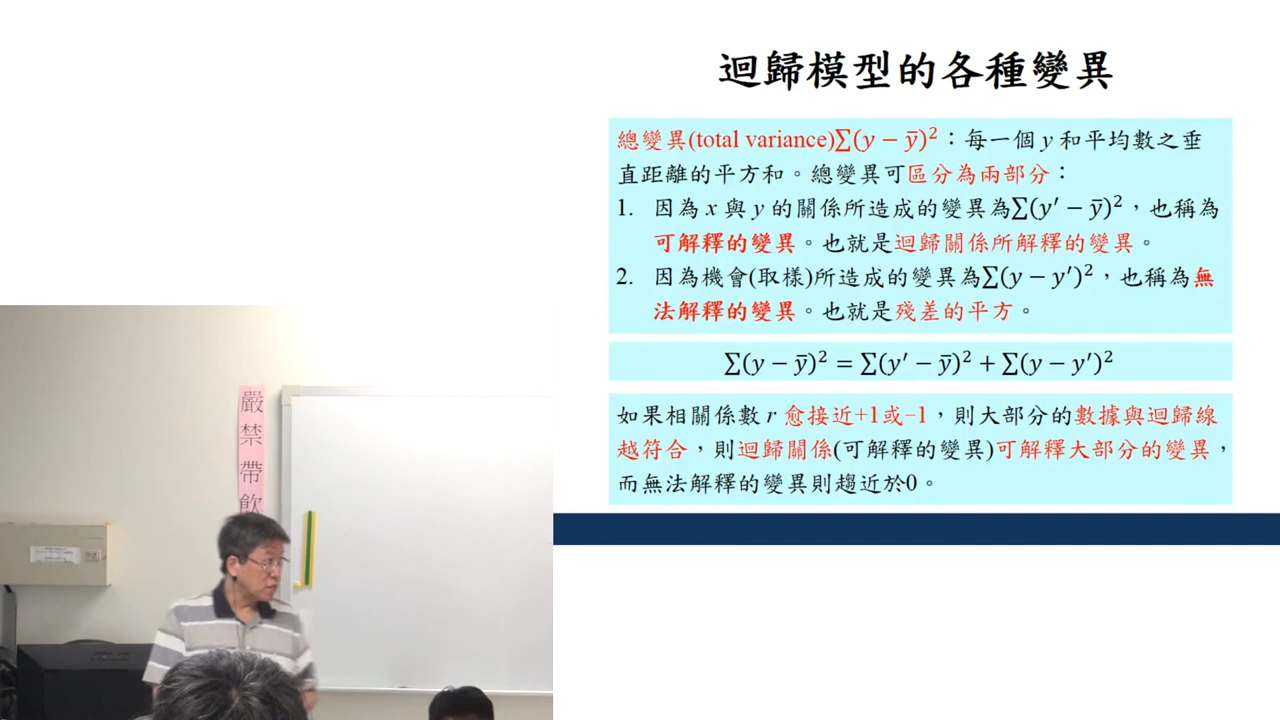 迴歸模型的各種變異
總變異(total variance)∑(y − ȳ)²：每一個 y 和平均數之垂
直距離的平方和。總變異可區分為兩部分：
1. 因為 x 與 y 的關係所造成的變異為∑(y′ − ȳ)²，也稱為
可解釋的變異。也就是迴歸關係所解釋的變異。
2. 因為機會(取樣)所造成的變異為∑(y − y′)²，也稱為無
法解釋的變異。也就是殘差的平方。
∑(y − ȳ)² = ∑(y′ − ȳ)² + ∑(y − y′)²
如果相關係數 r 愈接近+1或−1，則大部分的數據與迴歸線
越符合，則迴歸關係(可解釋的變異)可解釋大部分的變異，
而無法解釋的變異則趨近於0。
嚴禁帶飲